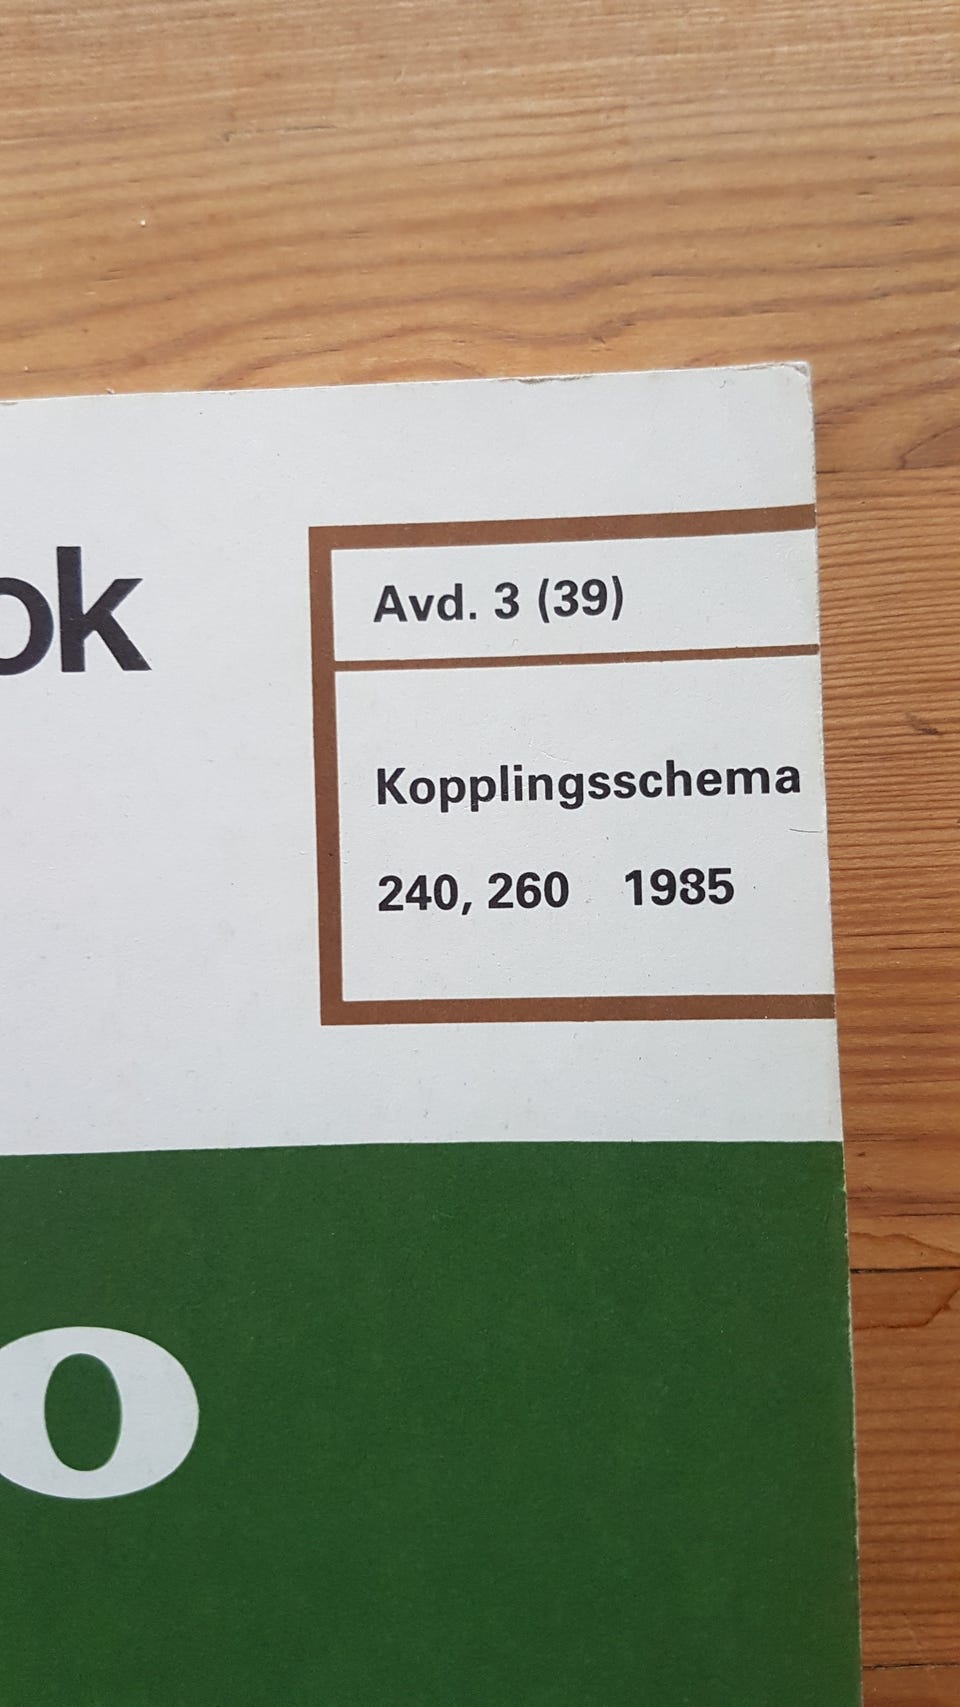 ok
Avd. 3 (39)
Kopplingsschema
240, 260 1985
o